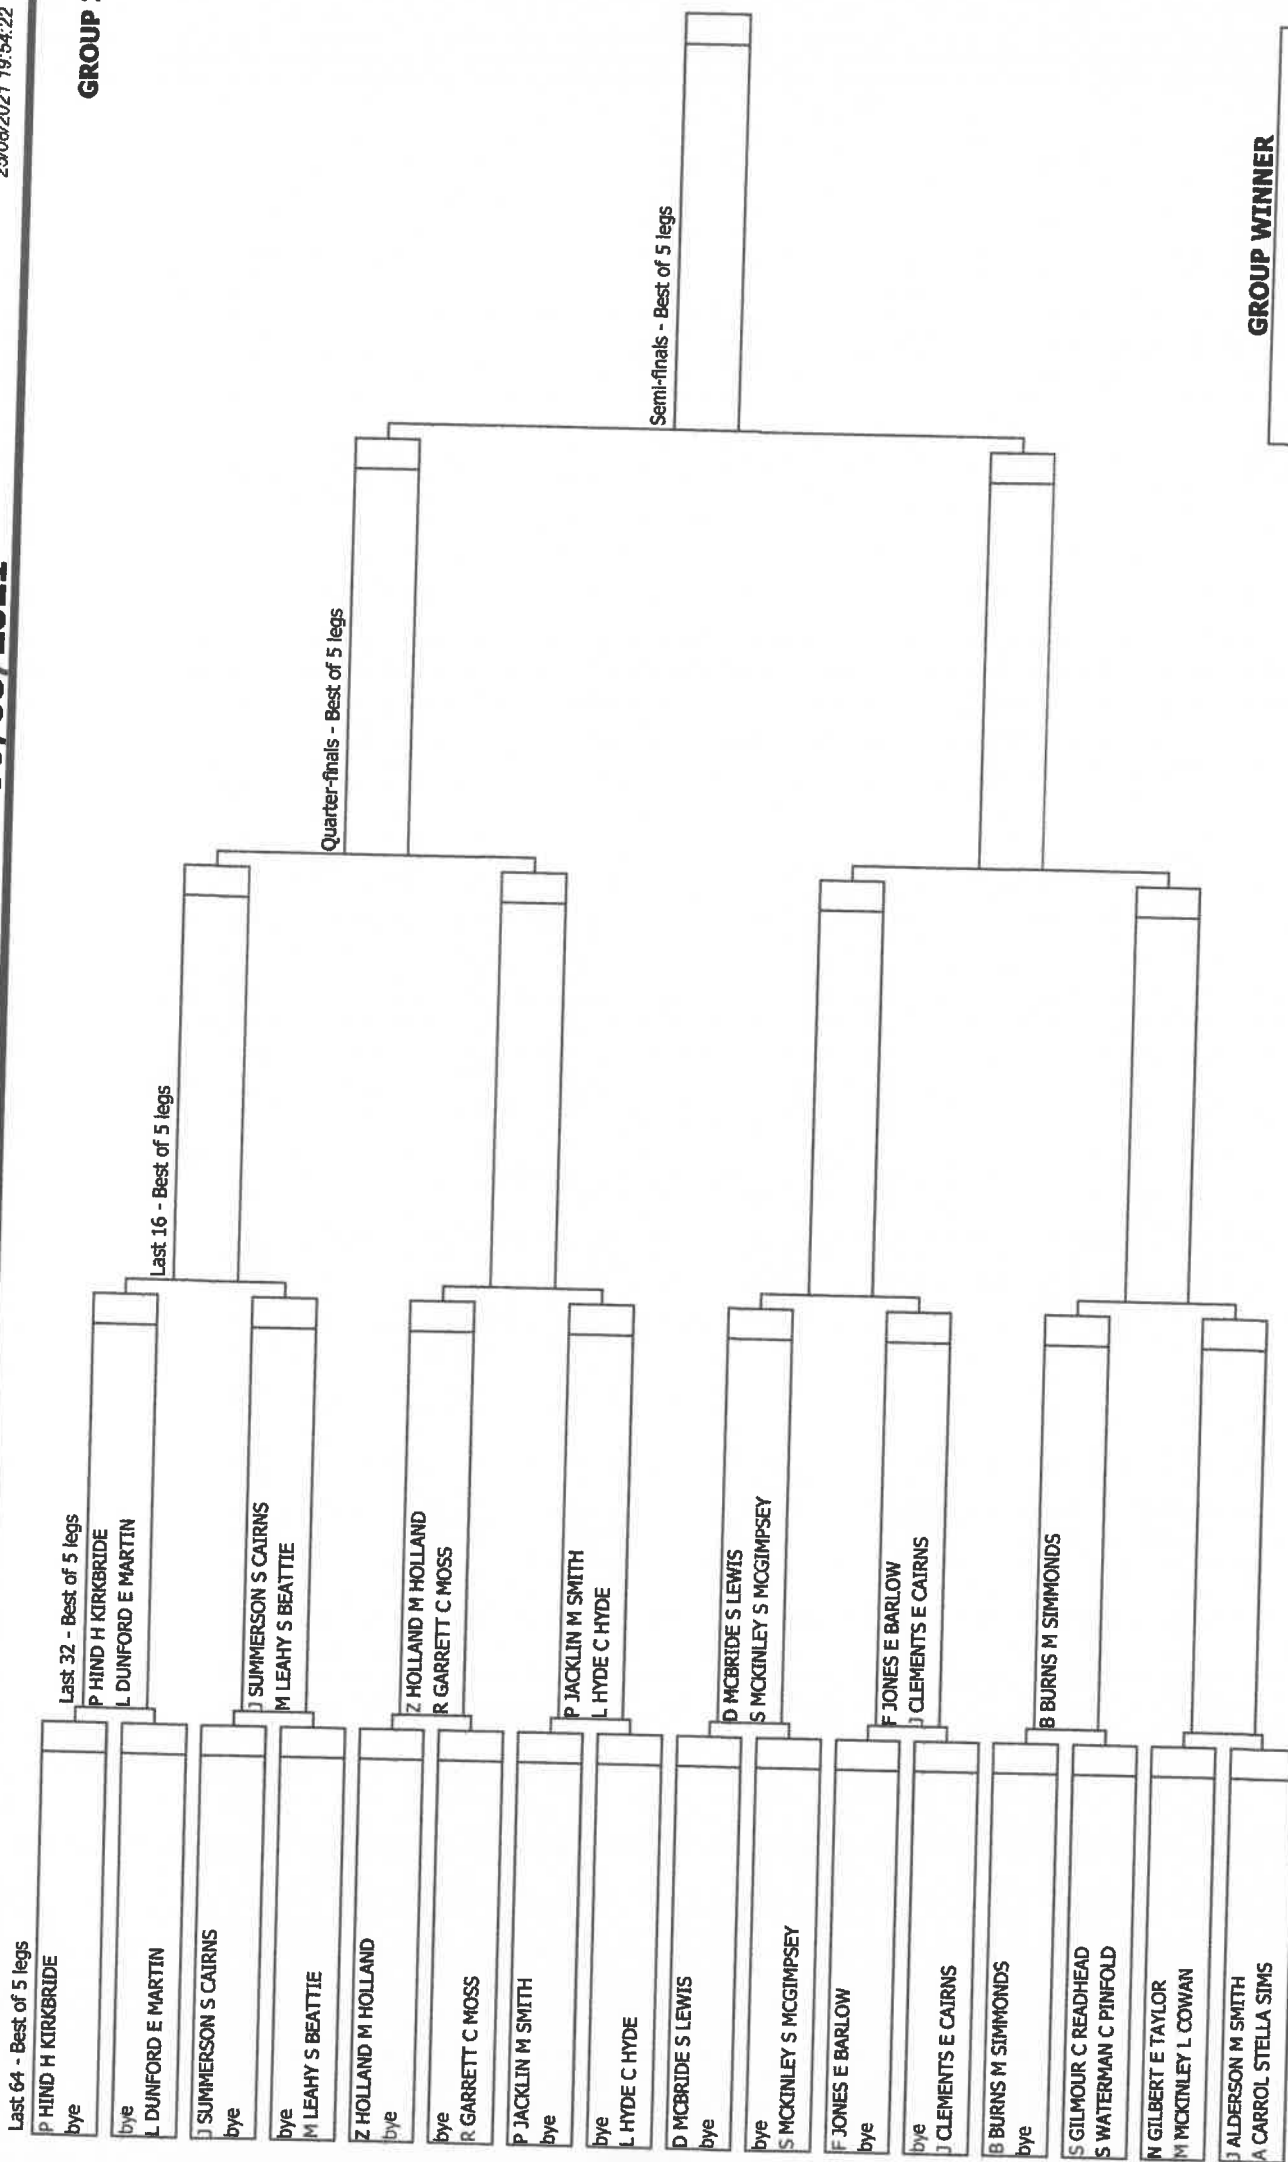 25/08/2021 19:54:22
GROUP
Last 64 - Best of 5 legs
P HIND H KIRKBRIDE
bye
bye
L DUNFORD E MARTIN
J SUMMERSON S CAIRNS
bye
bye
M LEAHY S BEATTIE
Z HOLLAND M HOLLAND
bye
bye
R GARRETT C MOSS
P JACKLIN M SMITH
bye
bye
L HYDE C HYDE
D MCBRIDE S LEWIS
bye
bye
S MCKINLEY S MCGIMPSEY
F JONES E BARLOW
bye
bye
J CLEMENTS E CAIRNS
B BURNS M SIMMONDS
bye
S GILMOUR C READHEAD
S WATERMAN C PINFOLD
N GILBERT E TAYLOR
M MCKINLEY L COWAN
J ALDERSON M SMITH
A CARROL STELLA SIMS
Last 32 - Best of 5 legs
P HIND H KIRKBRIDE
L DUNFORD E MARTIN
J SUMMERSON S CAIRNS
M LEAHY S BEATTIE
Z HOLLAND M HOLLAND
R GARRETT C MOSS
P JACKLIN M SMITH
L HYDE C HYDE
D MCBRIDE S LEWIS
S MCKINLEY S MCGIMPSEY
F JONES E BARLOW
J CLEMENTS E CAIRNS
B BURNS M SIMMONDS
Last 16 - Best of 5 legs
Quarter-finals - Best of 5 legs
Semi-finals - Best of 5 legs
GROUP WINNER